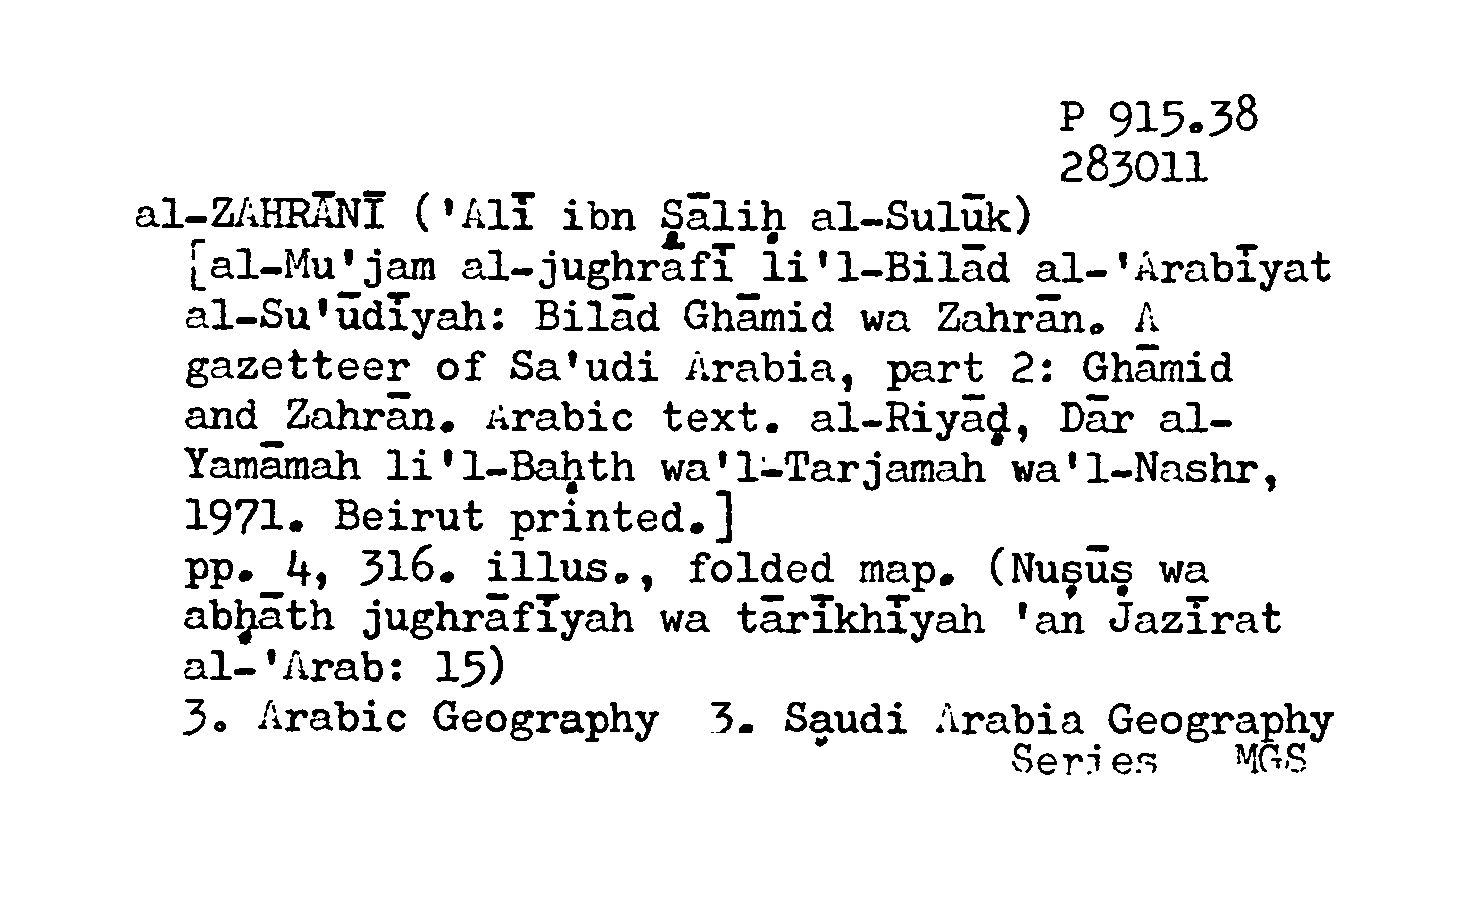 P 915.38
283011
al-ZAHRĀNĪ ('Alī ibn Ṣāliḥ al-Sulūk)
[al-Mu'jam al-jughrāfī li'l-Bilād al-'Arabīyat
al-Su'ūdīyah: Bilād Ghāmid wa Zahrān. A
gazetteer of Sa'udi Arabia, part 2: Ghāmid
and Zahrān. Arabic text. al-Riyāḍ, Dār al-
Yamāmah li'l-Baḥth wa'l-Tarjamah wa'l-Nashr,
1971. Beirut printed.]
pp. 4, 316. illus., folded map. (Nuṣūṣ wa
abḥāth jughrāfīyah wa tārīkhīyah 'an Jazīrat
al-'Arab: 15)
3. Arabic Geography 3. Saudi Arabia Geography
Series MGS